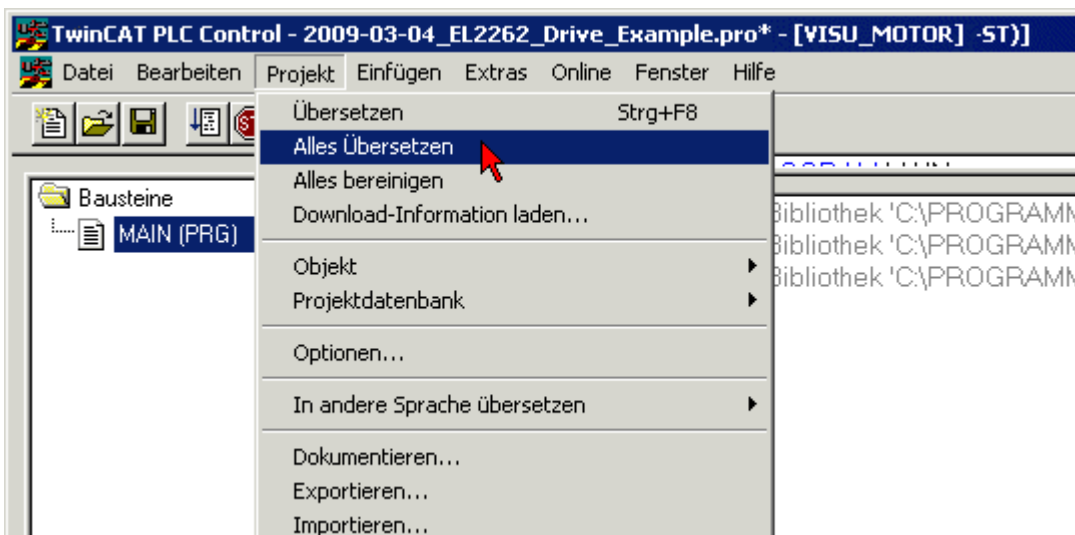 TwinCAT PLC Control - 2009-03-04_EL2262_Drive_Example.pro* - [VISU_MOTOR] -ST)]
Datei Bearbeiten Projekt Einfügen Extras Online Fenster Hilfe
Übersetzen Strg+F8
Alles Übersetzen
Alles bereinigen
Download-Information laden...
Objekt
Projektdatenbank
Optionen...
In andere Sprache übersetzen
Dokumentieren...
Exportieren...
Importieren...
Bausteine
MAIN (PRG)
Bibliothek 'C:\PROGRAMM
Bibliothek 'C:\PROGRAMM
Bibliothek 'C:\PROGRAMM